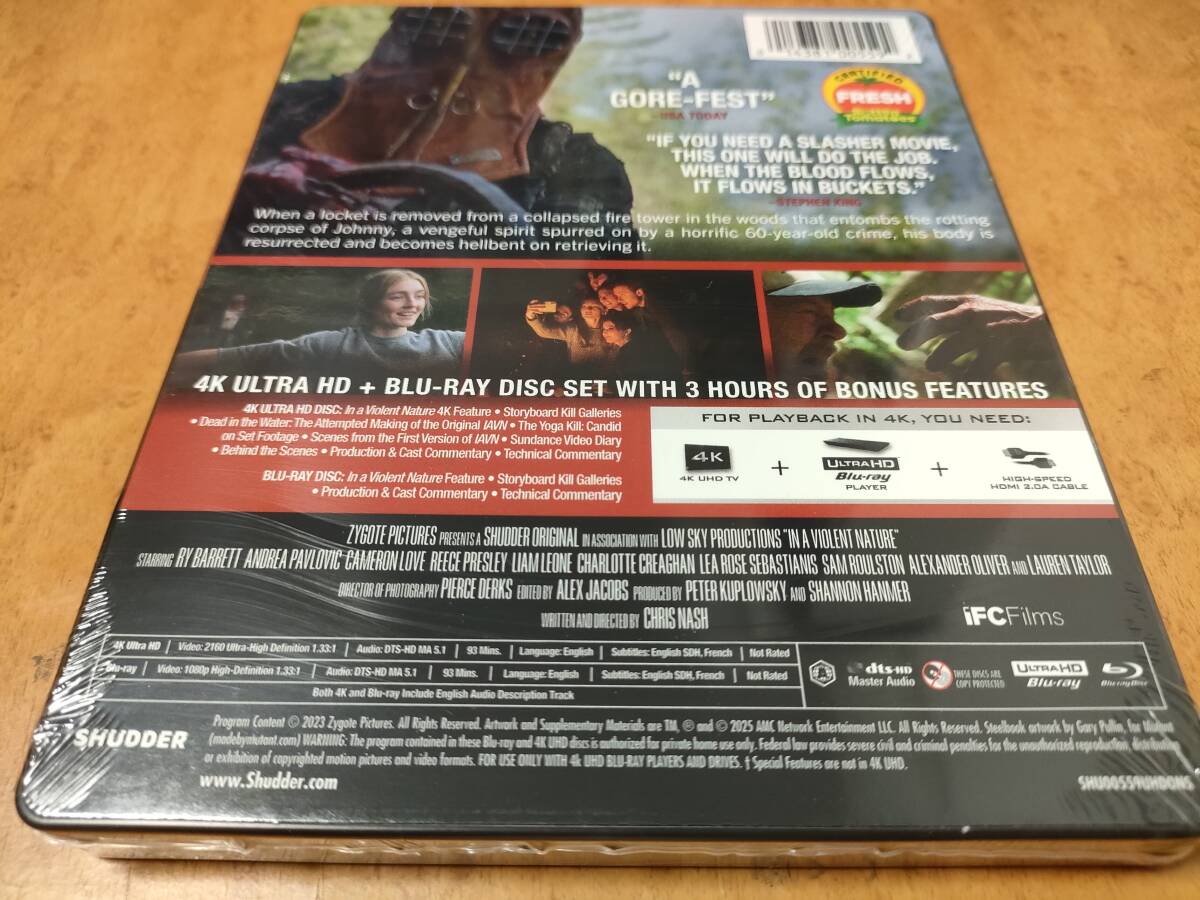 "A
GORE-FEST"
–USA TODAY
CERTIFIED
FRESH
Rotten
Tomatoes
"IF YOU NEED A SLASHER MOVIE,
THIS ONE WILL DO THE JOB.
WHEN THE BLOOD FLOWS,
IT FLOWS IN BUCKETS."
–STEPHEN KING
When a locket is removed from a collapsed fire tower in the woods that entombs the rotting
corpse of Johnny, a vengeful spirit spurred on by a horrific 60-year-old crime, his body is
resurrected and becomes hellbent on retrieving it.
4K ULTRA HD + BLU-RAY DISC SET WITH 3 HOURS OF BONUS FEATURES
4K ULTRA HD DISC: In a Violent Nature 4K Feature • Storyboard Kill Galleries
• Dead in the Water: The Attempted Making of the Original IAVN • The Yoga Kill: Candid
on Set Footage • Scenes from the First Version of IAVN • Sundance Video Diary
• Behind the Scenes • Production & Cast Commentary • Technical Commentary
BLU-RAY DISC: In a Violent Nature Feature • Storyboard Kill Galleries
• Production & Cast Commentary • Technical Commentary
FOR PLAYBACK IN 4K, YOU NEED:
4K
4K UHD TV
+
ULTRA HD
Blu-ray
PLAYER
+
HIGH-SPEED
HDMI 2.0A CABLE
ZYGOTE PICTURES PRESENTS A SHUDDER ORIGINAL IN ASSOCIATION WITH LOW SKY PRODUCTIONS "IN A VIOLENT NATURE"
STARRING RY BARRETT ANDREA PAVLOVIC CAMERON LOVE REECE PRESLEY LIAM LEONE CHARLOTTE CREAGHAN LEA ROSE SEBASTIANIS SAM ROULSTON ALEXANDER OLIVER AND LAUREN TAYLOR
DIRECTOR OF PHOTOGRAPHY PIERCE DERKS EDITED BY ALEX JACOBS PRODUCED BY PETER KUPLOWSKY AND SHANNON HANMER
WRITTEN AND DIRECTED BY CHRIS NASH
IFC Films
4K Ultra HD | Video: 2160 Ultra-High Definition 1.33:1 | Audio: DTS-HD MA 5.1 | 93 Mins. | Language: English | Subtitles: English SDH, French | Not Rated
Blu-ray | Video: 1080p High-Definition 1.33:1 | Audio: DTS-HD MA 5.1 | 93 Mins. | Language: English | Subtitles: English SDH, French | Not Rated
Both 4K and Blu-ray Include English Audio Description Track
dts-HD
Master Audio
THESE DISCS ARE
COPY PROTECTED
ULTRA HD
Blu-ray
Blu-ray Disc
SHUDDER
Program Content © 2023 Zygote Pictures. All Rights Reserved. Artwork and Supplementary Materials are TM, ® and © 2025 AMC Network Entertainment LLC. All Rights Reserved. Steelbook artwork by Gary Pullin, for Mutant
(madebymutant.com) WARNING: The program contained in these Blu-ray and 4K UHD discs is authorized for private home use only. Federal law provides severe civil and criminal penalties for the unauthorized reproduction,
or exhibition of copyrighted motion pictures and video formats. FOR USE ONLY WITH 4k UHD BLU-RAY PLAYERS AND DRIVES. † Special Features are not in 4K UHD.
www.Shudder.com
SHU00559UHDONS